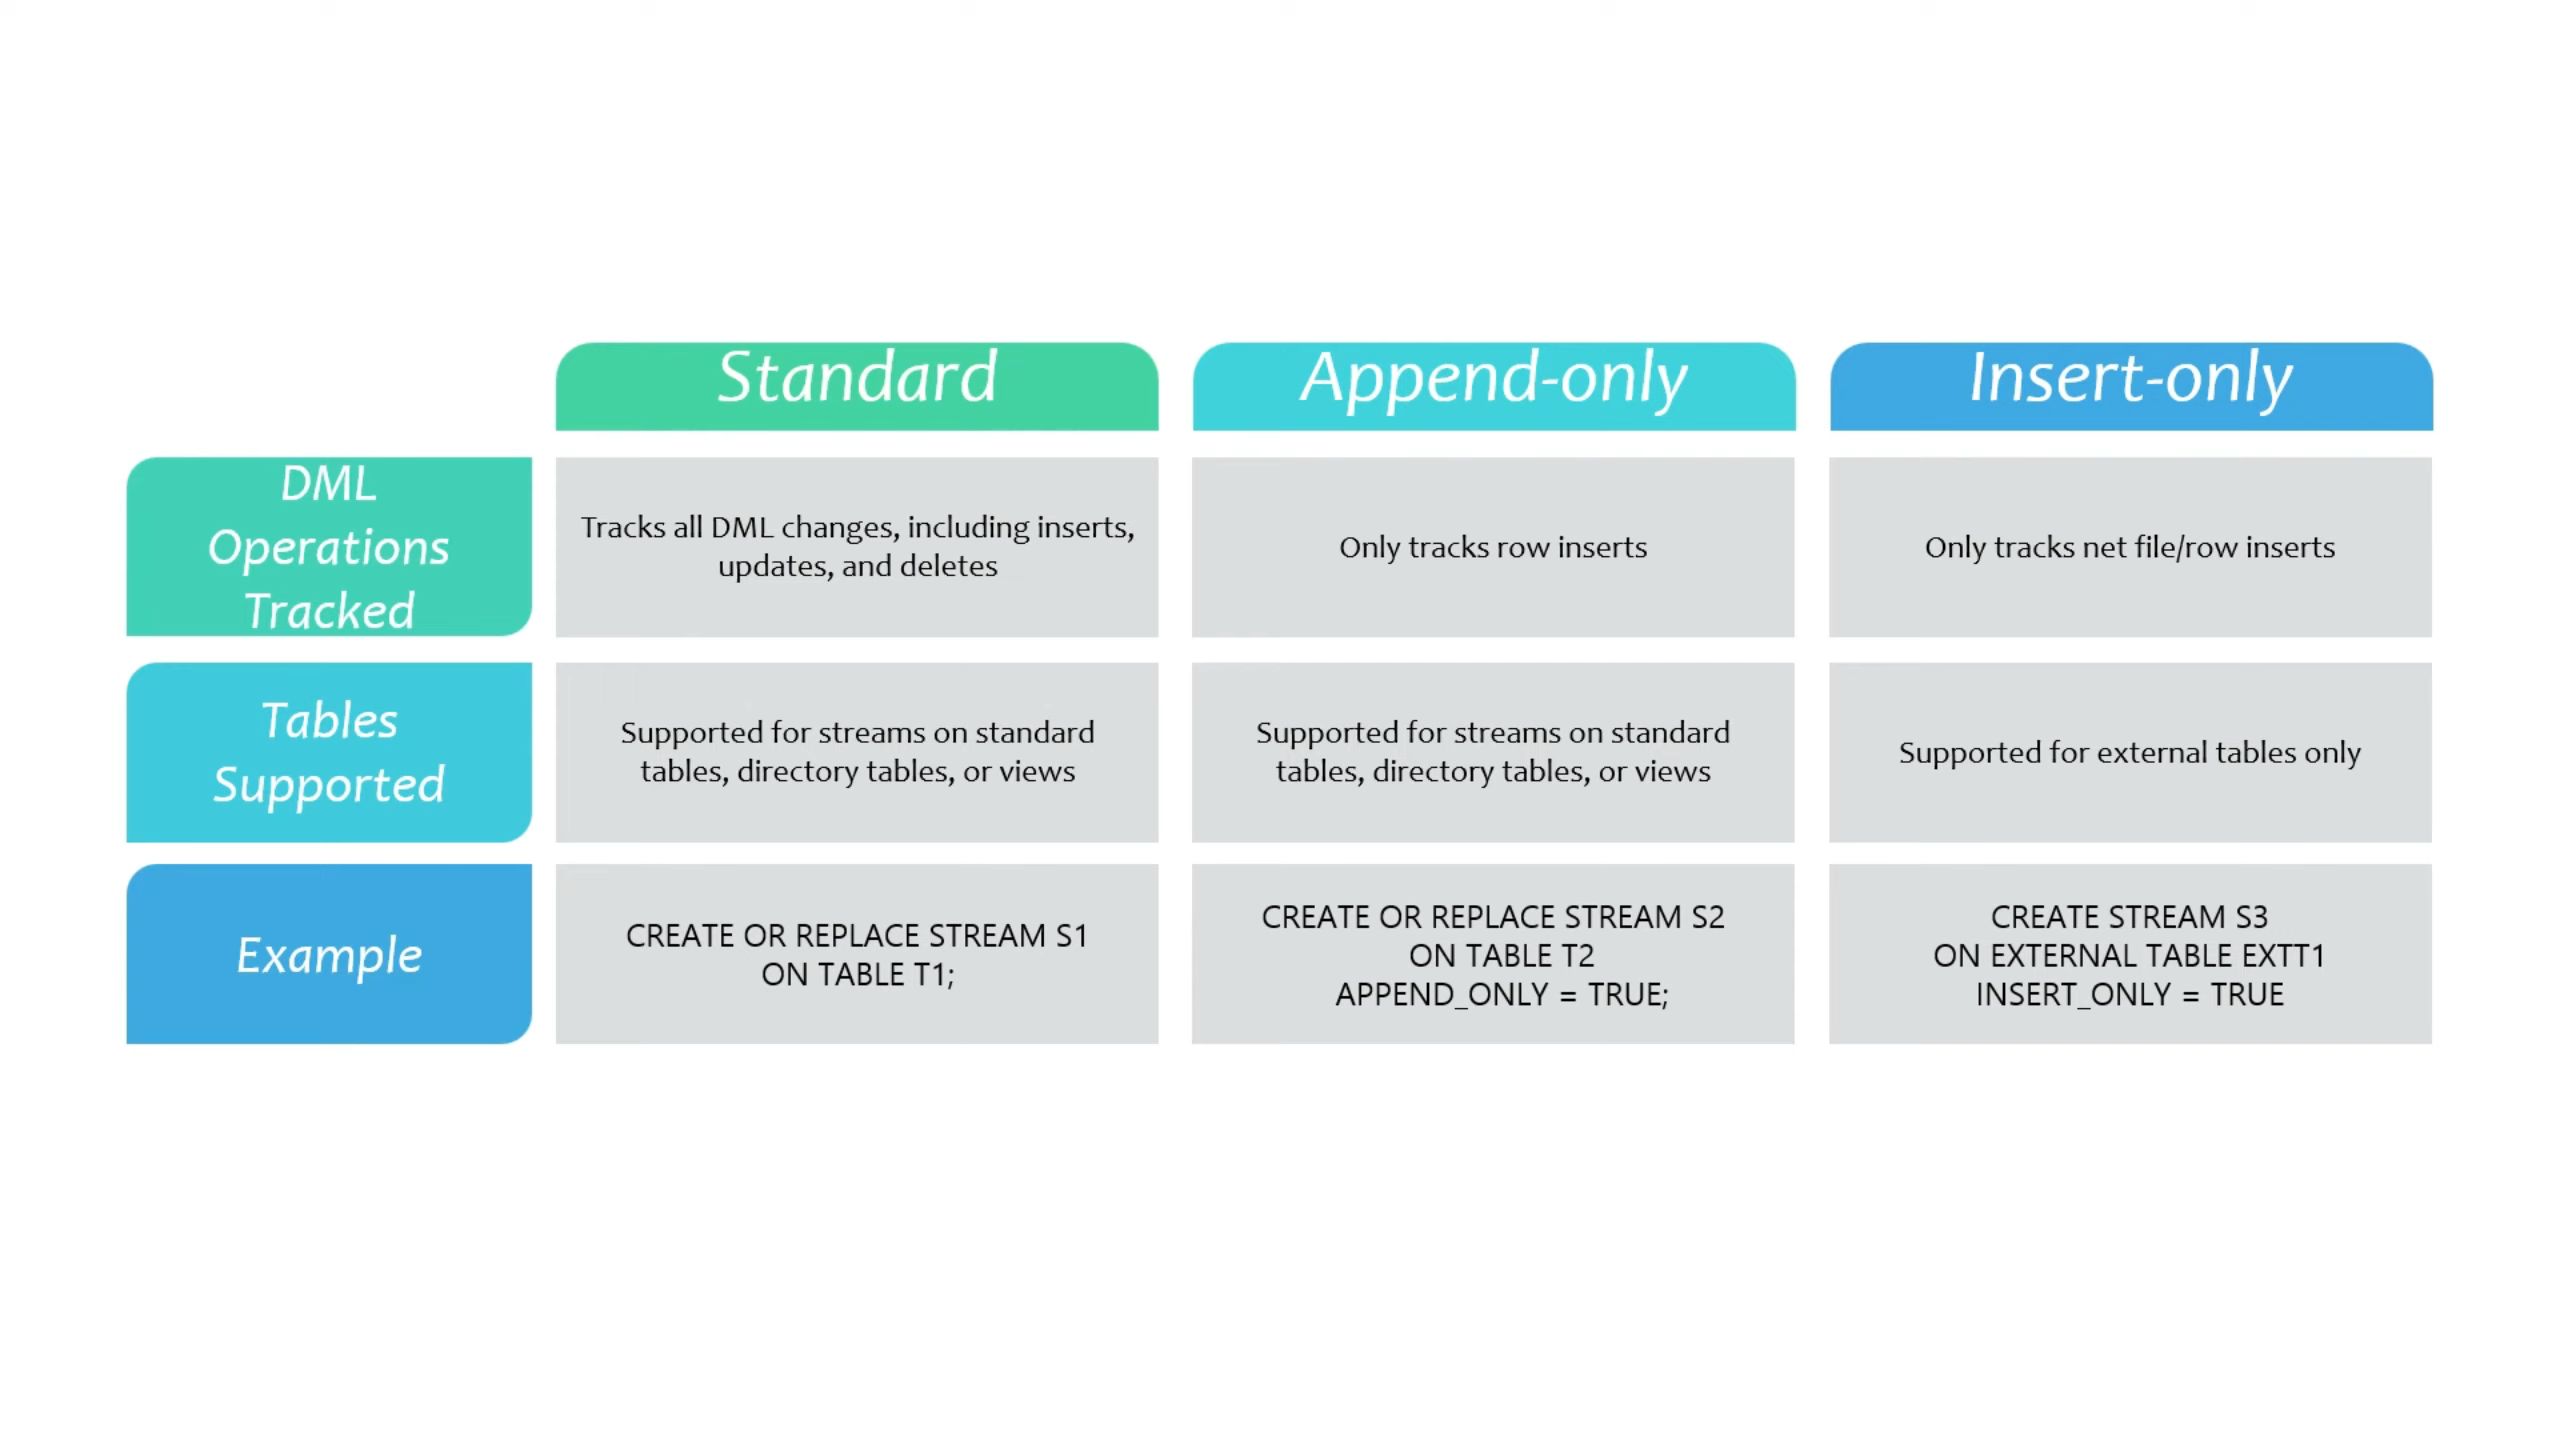 Standard
Append-only
Insert-only
DML
Operations
Tracked
Tracks all DML changes, including inserts,
updates, and deletes
Only tracks row inserts
Only tracks net file/row inserts
Tables
Supported
Supported for streams on standard
tables, directory tables, or views
Supported for streams on standard
tables, directory tables, or views
Supported for external tables only
Example
CREATE OR REPLACE STREAM S1
ON TABLE T1;
CREATE OR REPLACE STREAM S2
ON TABLE T2
APPEND_ONLY = TRUE;
CREATE STREAM S3
ON EXTERNAL TABLE EXTT1
INSERT_ONLY = TRUE